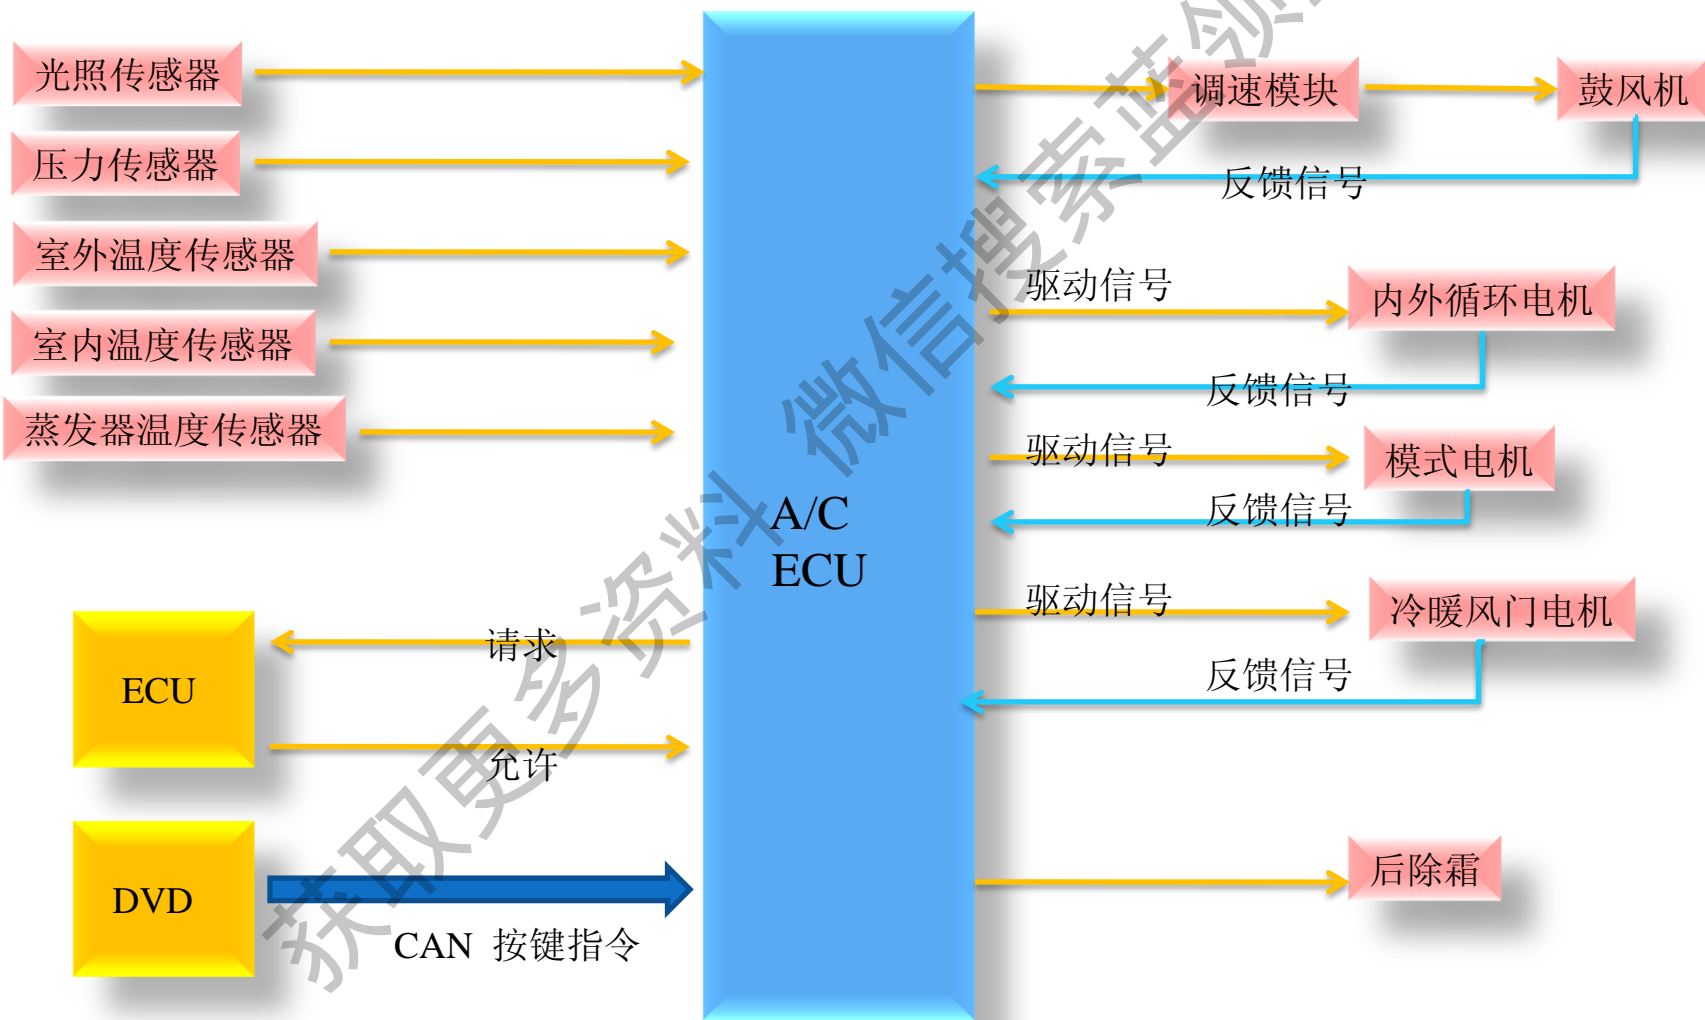 光照传感器
压力传感器
室外温度传感器
室内温度传感器
蒸发器温度传感器
ECU
请求
允许
DVD
CAN 按键指令
A/C
ECU
调速模块
鼓风机
反馈信号
驱动信号
内外循环电机
反馈信号
驱动信号
模式电机
反馈信号
驱动信号
冷暖风门电机
反馈信号
后除霜
获取更多资料 微信搜索蓝领